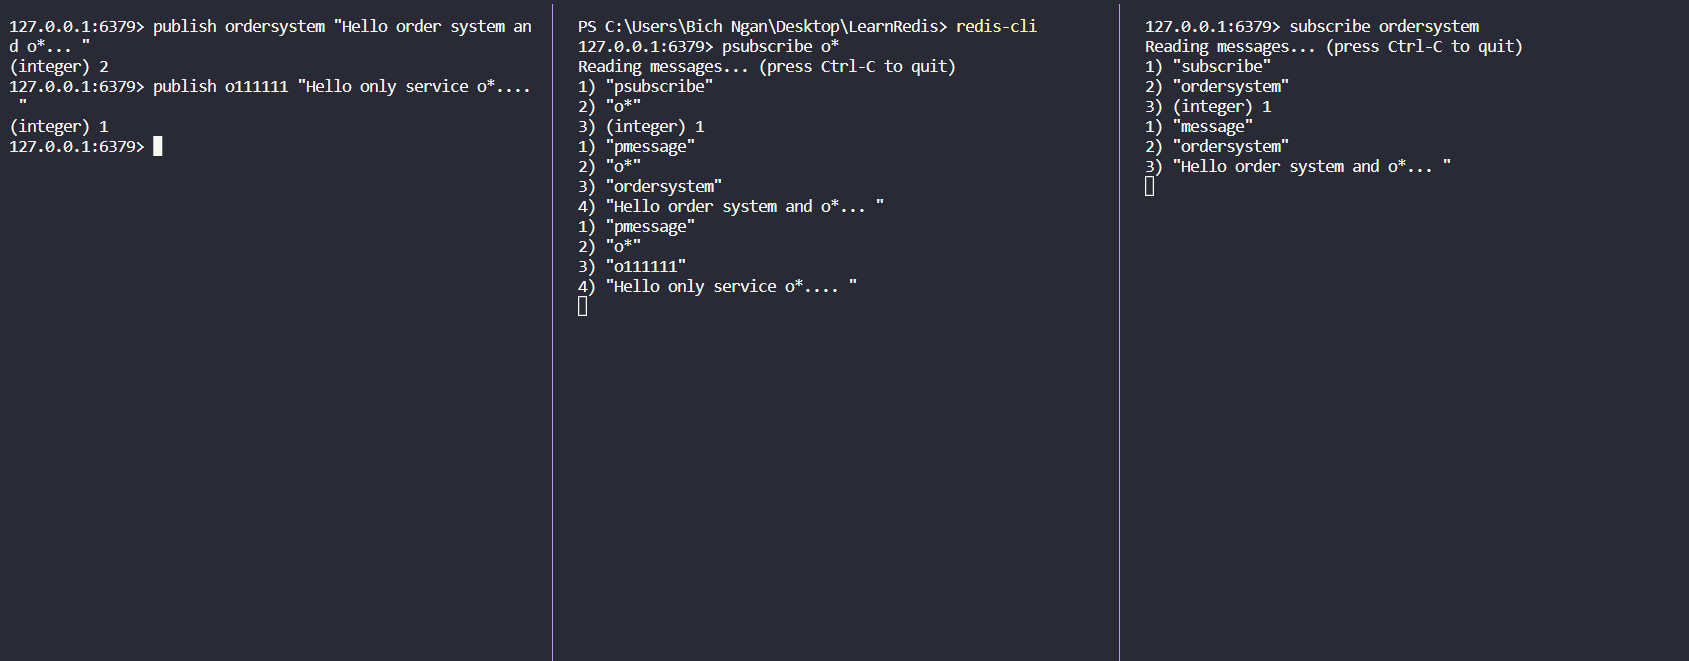 127.0.0.1:6379> publish ordersystem "Hello order system an
d o*... "
(integer) 2
127.0.0.1:6379> publish o111111 "Hello only service o*....
 "
(integer) 1
127.0.0.1:6379>
PS C:\Users\Bich Ngan\Desktop\LearnRedis> redis-cli
127.0.0.1:6379> psubscribe o*
Reading messages... (press Ctrl-C to quit)
1) "psubscribe"
2) "o*"
3) (integer) 1
1) "pmessage"
2) "o*"
3) "ordersystem"
4) "Hello order system and o*... "
1) "pmessage"
2) "o*"
3) "o111111"
4) "Hello only service o*.... "
127.0.0.1:6379> subscribe ordersystem
Reading messages... (press Ctrl-C to quit)
1) "subscribe"
2) "ordersystem"
3) (integer) 1
1) "message"
2) "ordersystem"
3) "Hello order system and o*... "